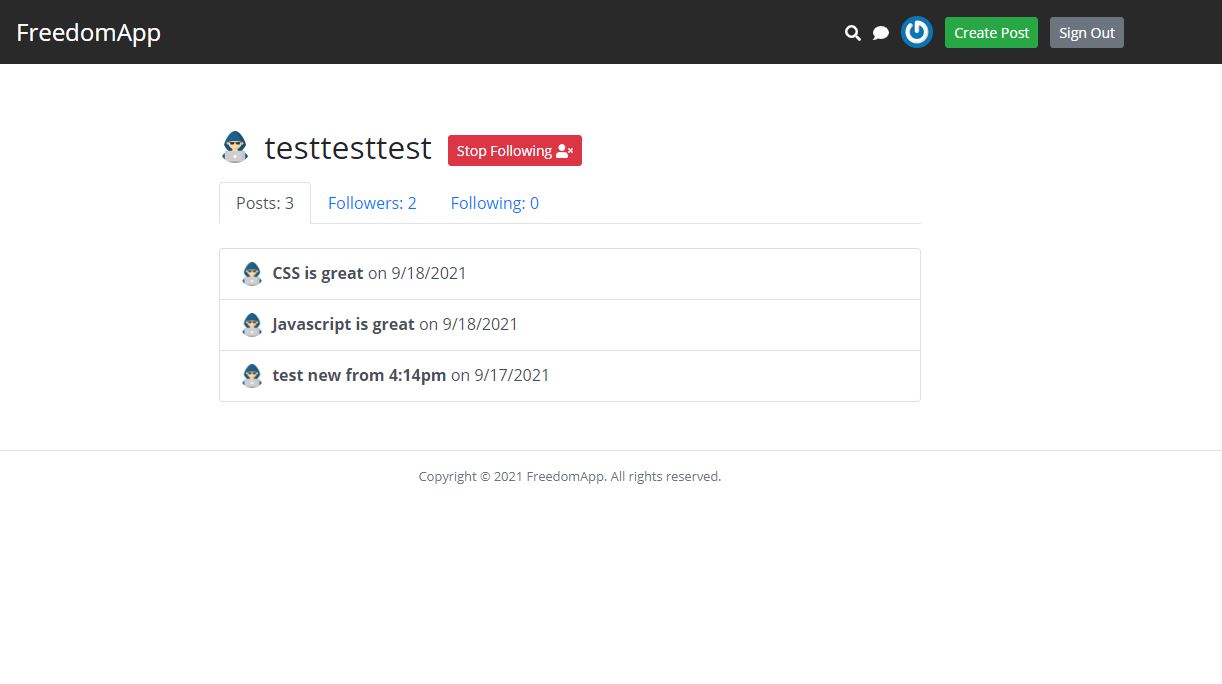 FreedomApp
Create Post
Sign Out
testtesttest
Stop Following
Posts: 3
Followers: 2
Following: 0
CSS is great on 9/18/2021
Javascript is great on 9/18/2021
test new from 4:14pm on 9/17/2021
Copyright © 2021 FreedomApp. All rights reserved.